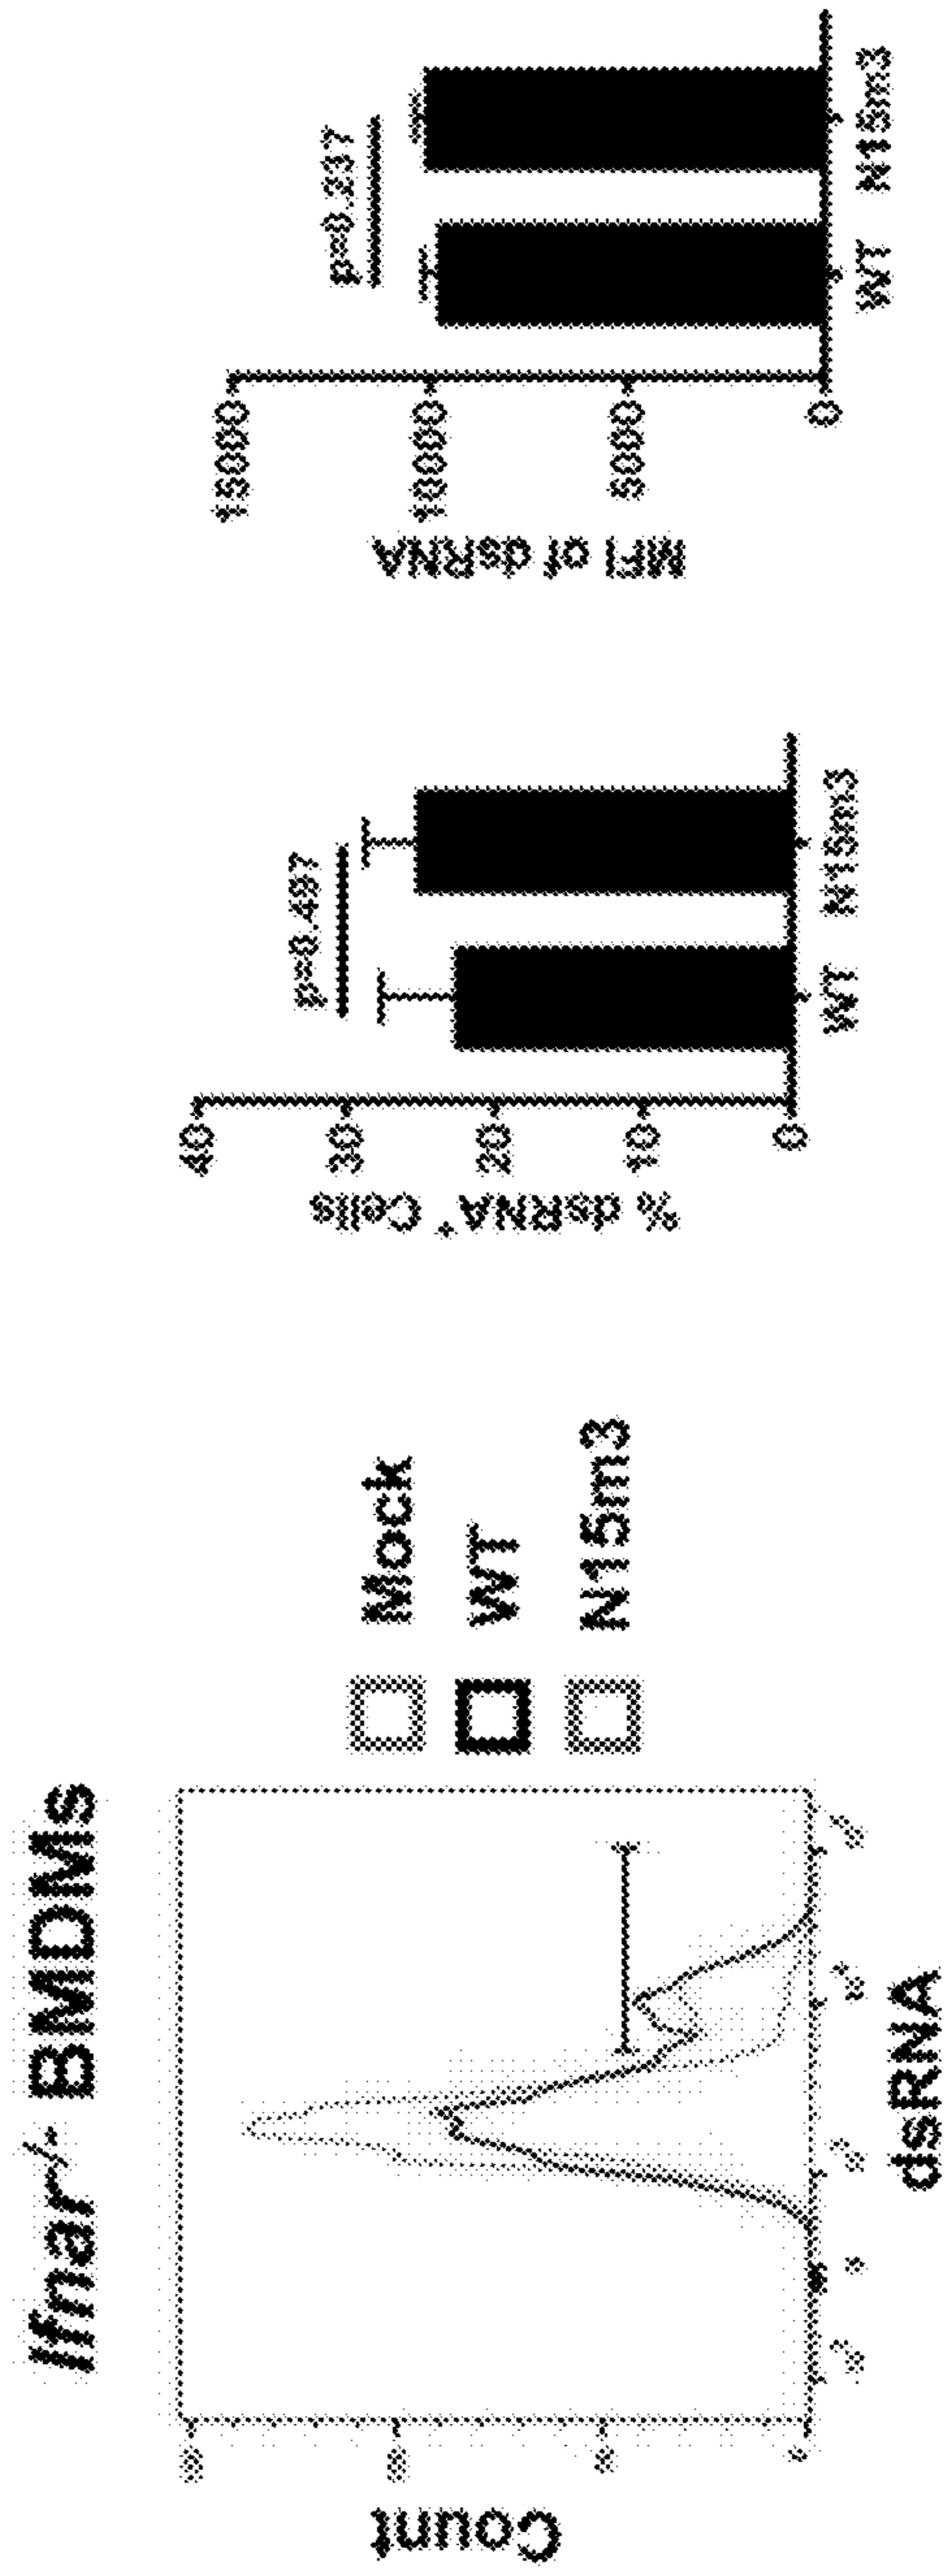 Ifnar-/- BMDMs
Count
dsRNA
Mock
WT
N15m3
% dsRNA+ Cells
40
30
20
10
0
p=0.497
WT
N15m3
MFI of dsRNA
15000
10000
5000
0
p=0.237
WT
N15m3